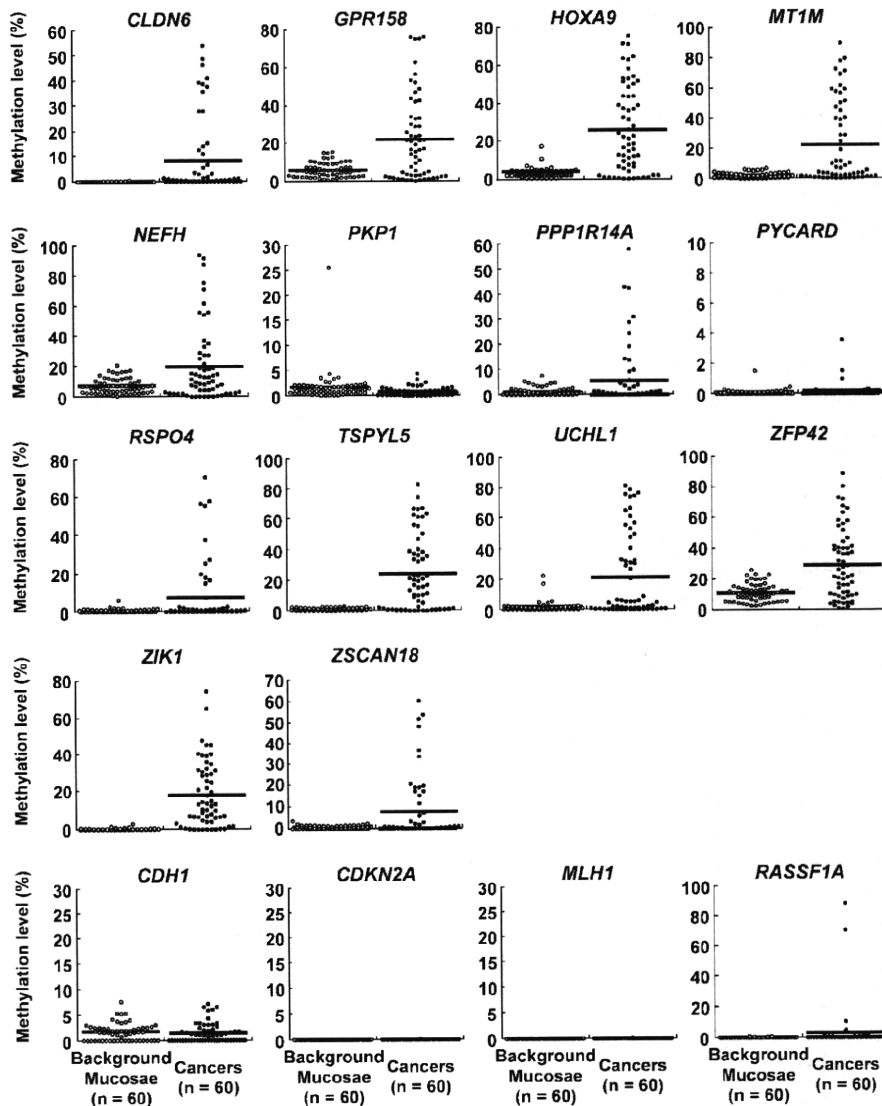 CLDN6 GPR158 HOXA9 MT1M
Methylation level (%)
60 50 40 30 20 10 0
80 60 40 20 0
80 60 40 20 0
100 80 60 40 20 0
NEFH PKP1 PPP1R14A PYCARD
Methylation level (%)
100 80 60 40 20 0
30 25 20 15 10 5 0
60 50 40 30 20 10 0
10 8 6 4 2 0
RSPO4 TSPYL5 UCHL1 ZFP42
Methylation level (%)
80 60 40 20 0
100 80 60 40 20 0
100 80 60 40 20 0
100 80 60 40 20 0
ZIK1 ZSCAN18
Methylation level (%)
80 60 40 20 0
70 60 50 40 30 20 10 0
CDH1 CDKN2A MLH1 RASSF1A
Methylation level (%)
30 25 20 15 10 5 0
30 25 20 15 10 5 0
30 25 20 15 10 5 0
100 80 60 40 20 0
Background Mucosae (n = 60) Cancers (n = 60)
Background Mucosae (n = 60) Cancers (n = 60)
Background Mucosae (n = 60) Cancers (n = 60)
Background Mucosae (n = 60) Cancers (n = 60)